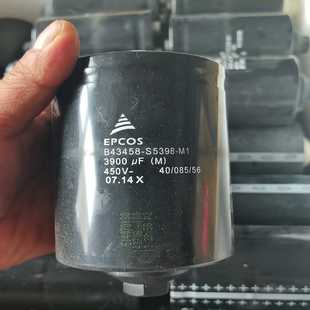 EPCOS
B43458-S5398-M1
3900 µF (M)
450V- 40/085/56
07.14 X